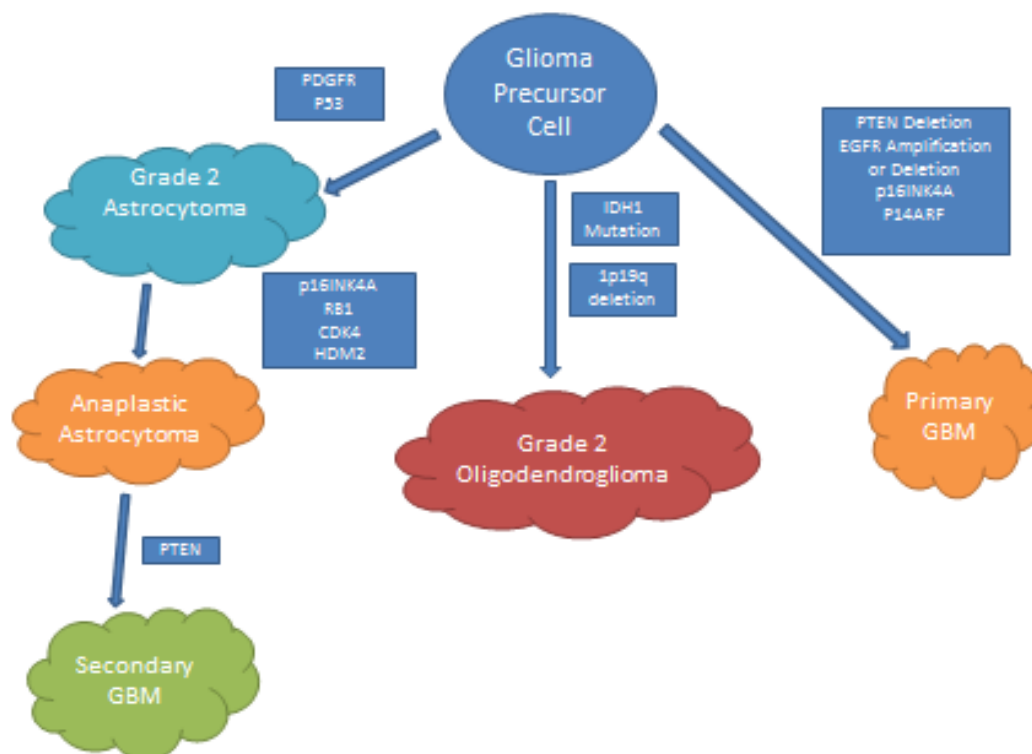 Glioma
Precursor
Cell
PDGFR
P53
PTEN Deletion
EGFR Amplification
or Deletion
p16INK4A
P14ARF
Grade 2
Astrocytoma
IDH1
Mutation
1p19q
deletion
p16INK4A
RB1
CDK4
HDM2
Anaplastic
Astrocytoma
Grade 2
Oligodendroglioma
Primary
GBM
PTEN
Secondary
GBM